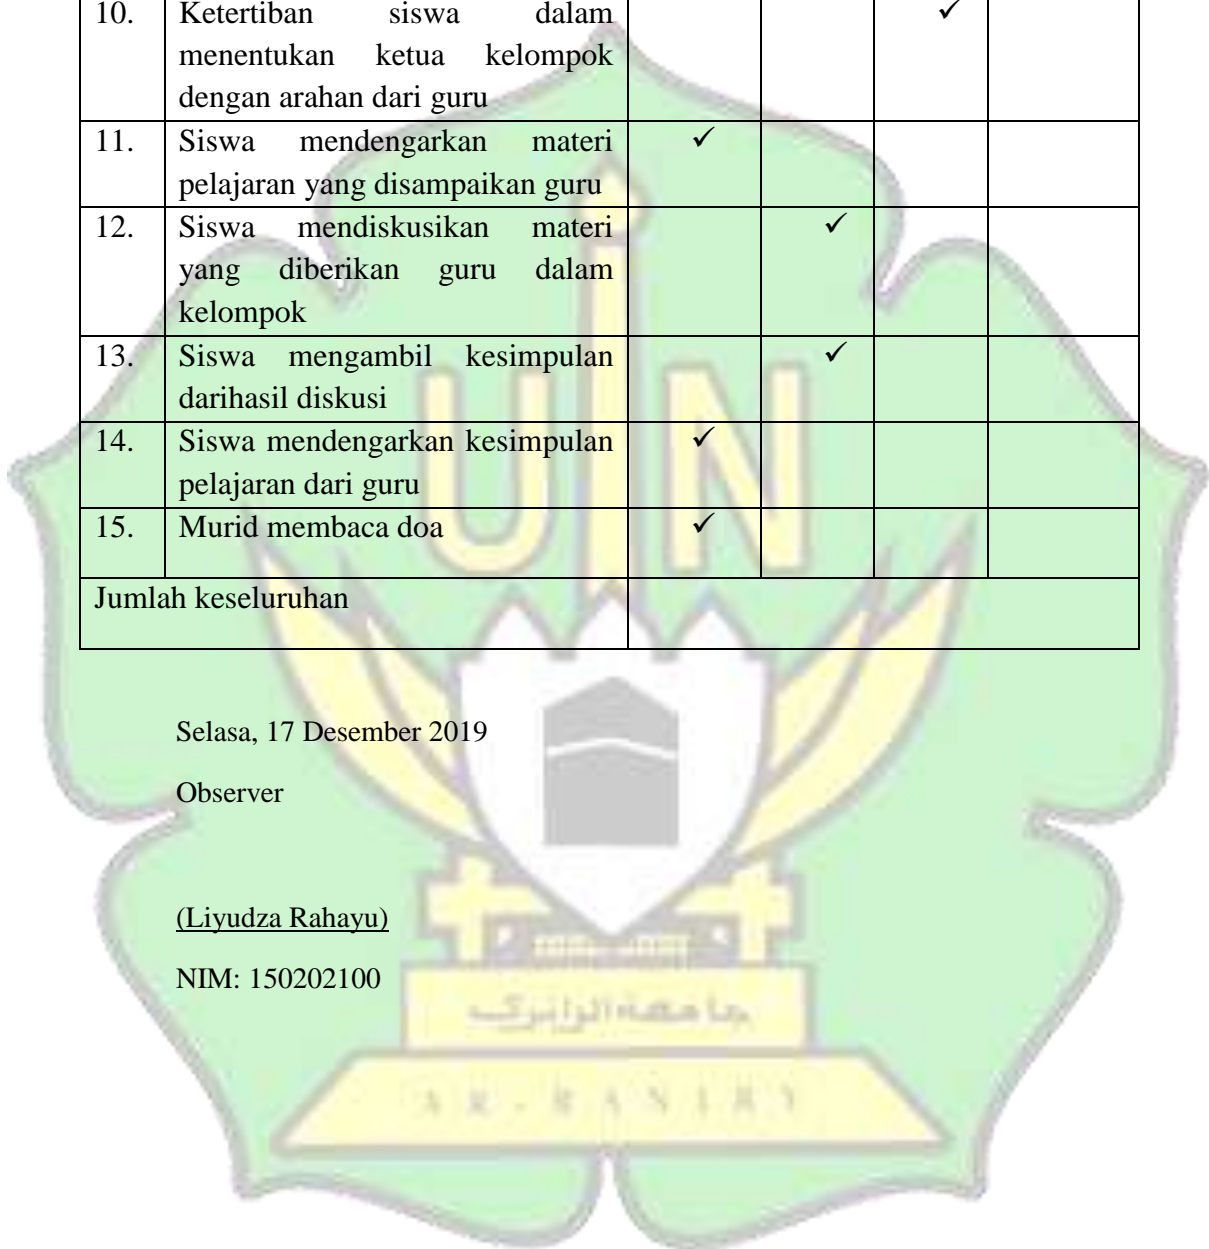 10. Ketertiban siswa dalam ✓
menentukan ketua kelompok
dengan arahan dari guru
11. Siswa mendengarkan materi ✓
pelajaran yang disampaikan guru
12. Siswa mendiskusikan materi ✓
yang diberikan guru dalam
kelompok
13. Siswa mengambil kesimpulan ✓
darihasil diskusi
14. Siswa mendengarkan kesimpulan ✓
pelajaran dari guru
15. Murid membaca doa ✓
Jumlah keseluruhan
Selasa, 17 Desember 2019
Observer
(Liyudza Rahayu)
NIM: 150202100
UIN
جامعة الرانري
AR-RANIRY